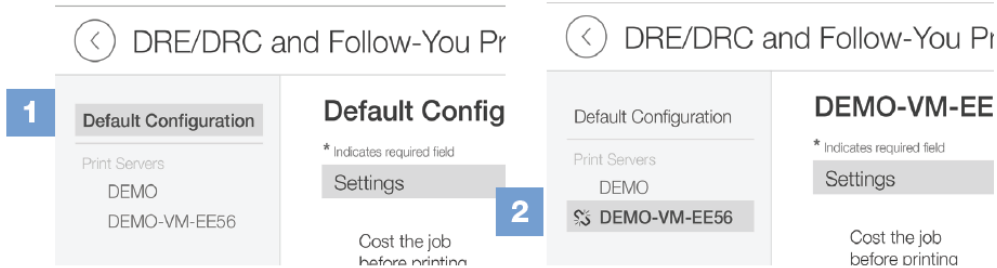 DRE/DRC and Follow-You Pr
1
Default Configuration
Print Servers
DEMO
DEMO-VM-EE56
Default Config
* Indicates required field
Settings
Cost the job
before printing
DRE/DRC and Follow-You Pr
2
Default Configuration
Print Servers
DEMO
DEMO-VM-EE56
DEMO-VM-EE
* Indicates required field
Settings
Cost the job
before printing